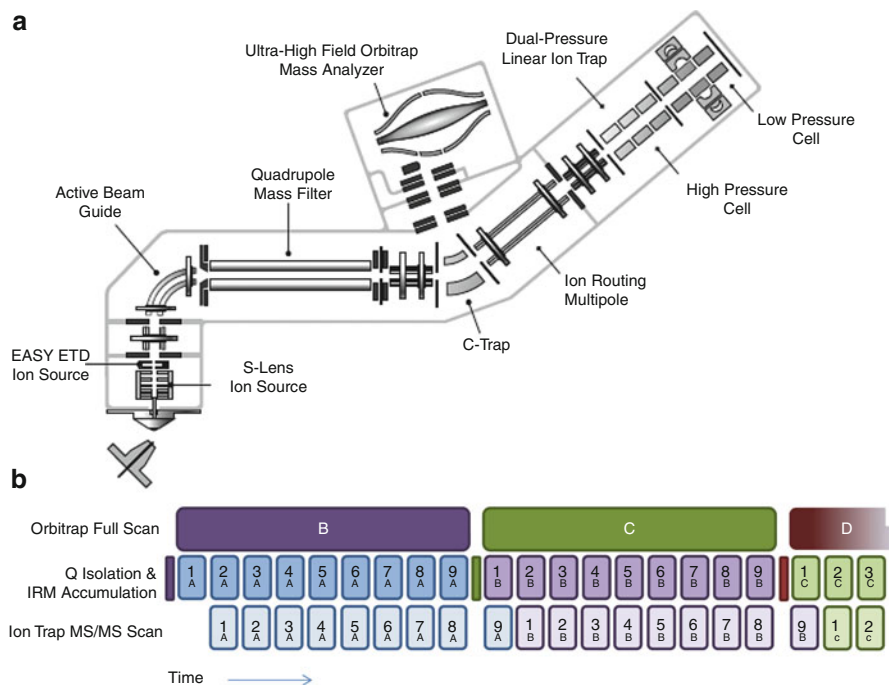 a
Ultra-High Field Orbitrap
Mass Analyzer
Dual-Pressure
Linear Ion Trap
Low Pressure
Cell
High Pressure
Cell
Quadrupole
Mass Filter
Active Beam
Guide
Ion Routing
Multipole
C-Trap
EASY ETD
Ion Source
S-Lens
Ion Source
b
Orbitrap Full Scan B C D
Q Isolation &
IRM Accumulation
1 2 3 4 5 6 7 8 9 1 2 3 4 5 6 7 8 9 1 2 3
A A A A A A A A A B B B B B B B B B C C C
Ion Trap MS/MS Scan
1 2 3 4 5 6 7 8 9 1 2 3 4 5 6 7 8 9 1 2
A A A A A A A A A B B B B B B B B B c c
Time